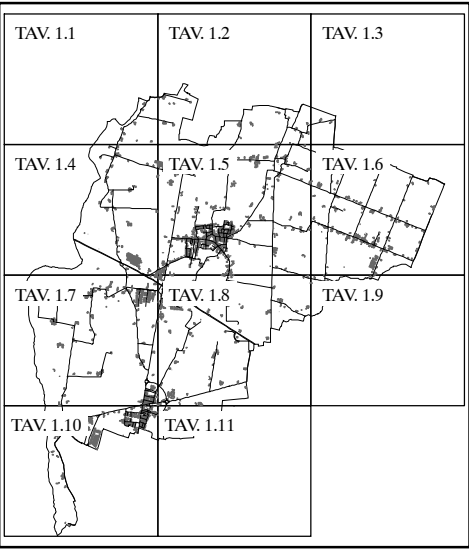 TAV. 1.1 TAV. 1.2 TAV. 1.3
TAV. 1.4 TAV. 1.5 TAV. 1.6
TAV. 1.7 TAV. 1.8 TAV. 1.9
TAV. 1.10 TAV. 1.11